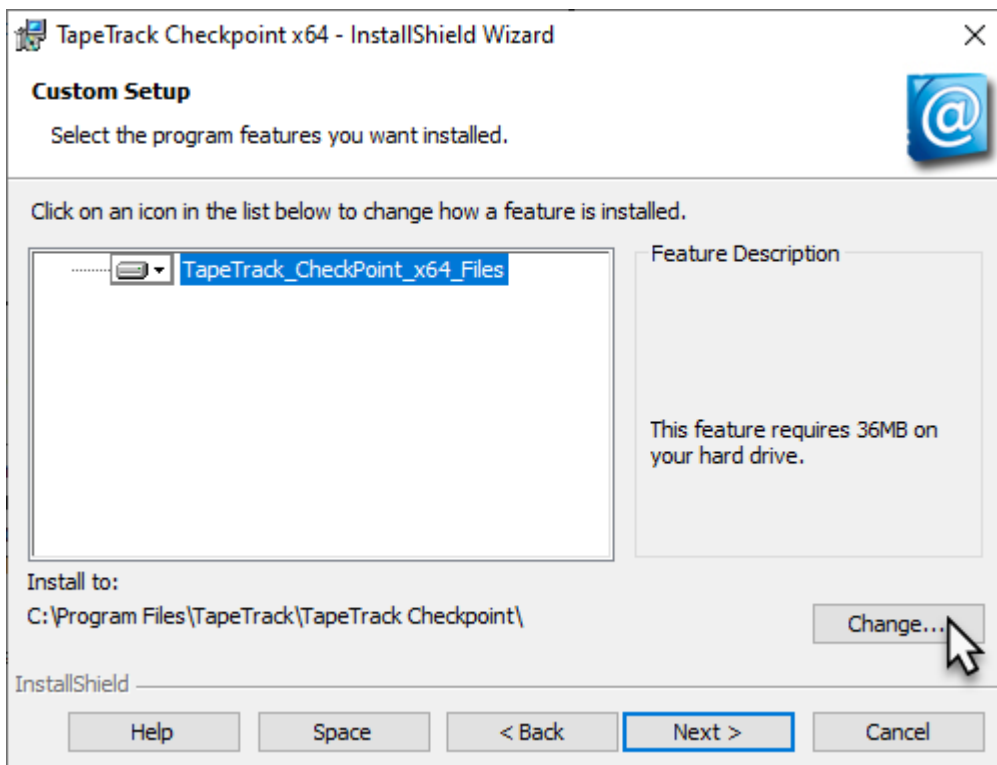 TapeTrack Checkpoint x64 - InstallShield Wizard
Custom Setup
Select the program features you want installed.
Click on an icon in the list below to change how a feature is installed.
TapeTrack_CheckPoint_x64_Files
Feature Description
This feature requires 36MB on
your hard drive.
Install to:
C:\Program Files\TapeTrack\TapeTrack Checkpoint\
Change...
InstallShield
Help
Space
< Back
Next >
Cancel